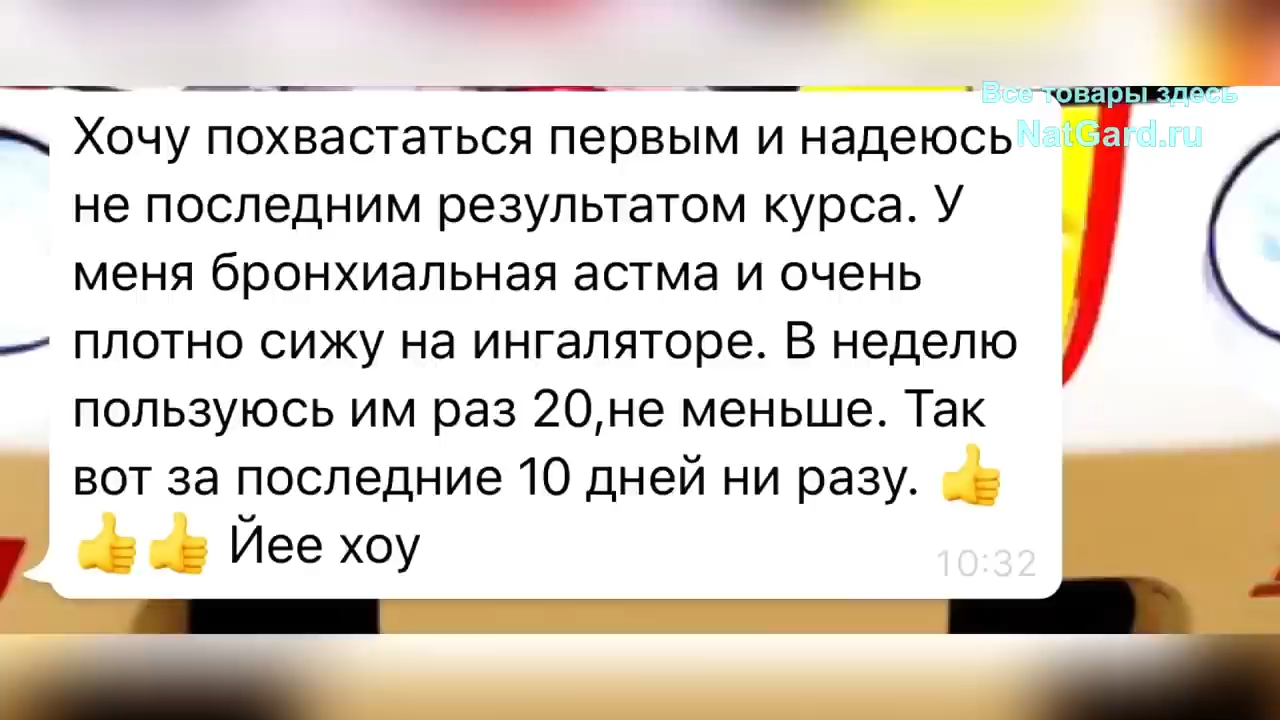 Все товары здесь
NatGard.ru
Хочу похвастаться первым и надеюсь
не последним результатом курса. У
меня бронхиальная астма и очень
плотно сижу на ингаляторе. В неделю
пользуюсь им раз 20,не меньше. Так
вот за последние 10 дней ни разу. 👍
👍👍 Йее хоу
10:32